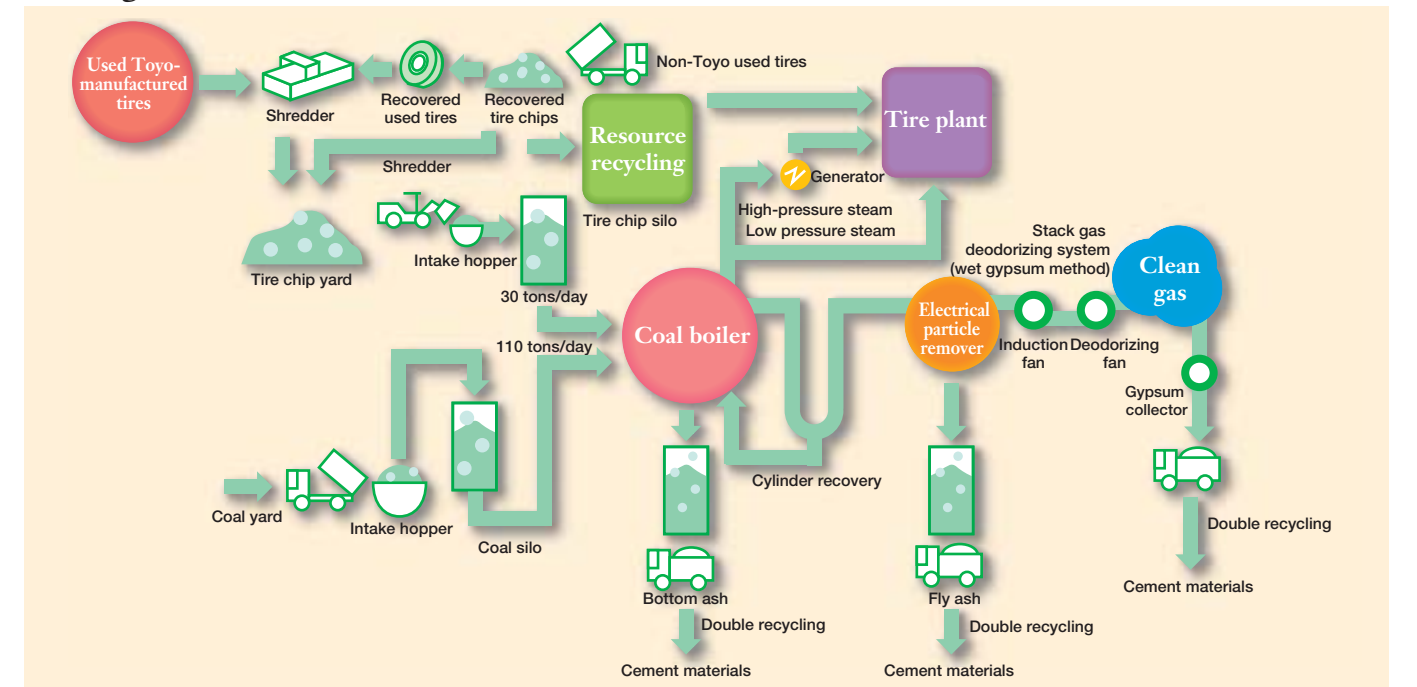 Used Toyo-
manufactured
tires
Shredder
Recovered
used tires
Recovered
tire chips
Non-Toyo used tires
Resource
recycling
Tire plant
Shredder
Generator
Tire chip silo
High-pressure steam
Low pressure steam
Intake hopper
Tire chip yard
Stack gas
deodorizing system
(wet gypsum method)
Clean
gas
30 tons/day
110 tons/day
Coal boiler
Electrical
particle
remover
Induction
fan
Deodorizing
fan
Gypsum
collector
Coal yard
Intake hopper
Coal silo
Cylinder recovery
Bottom ash
Double recycling
Cement materials
Fly ash
Double recycling
Cement materials
Double recycling
Cement materials